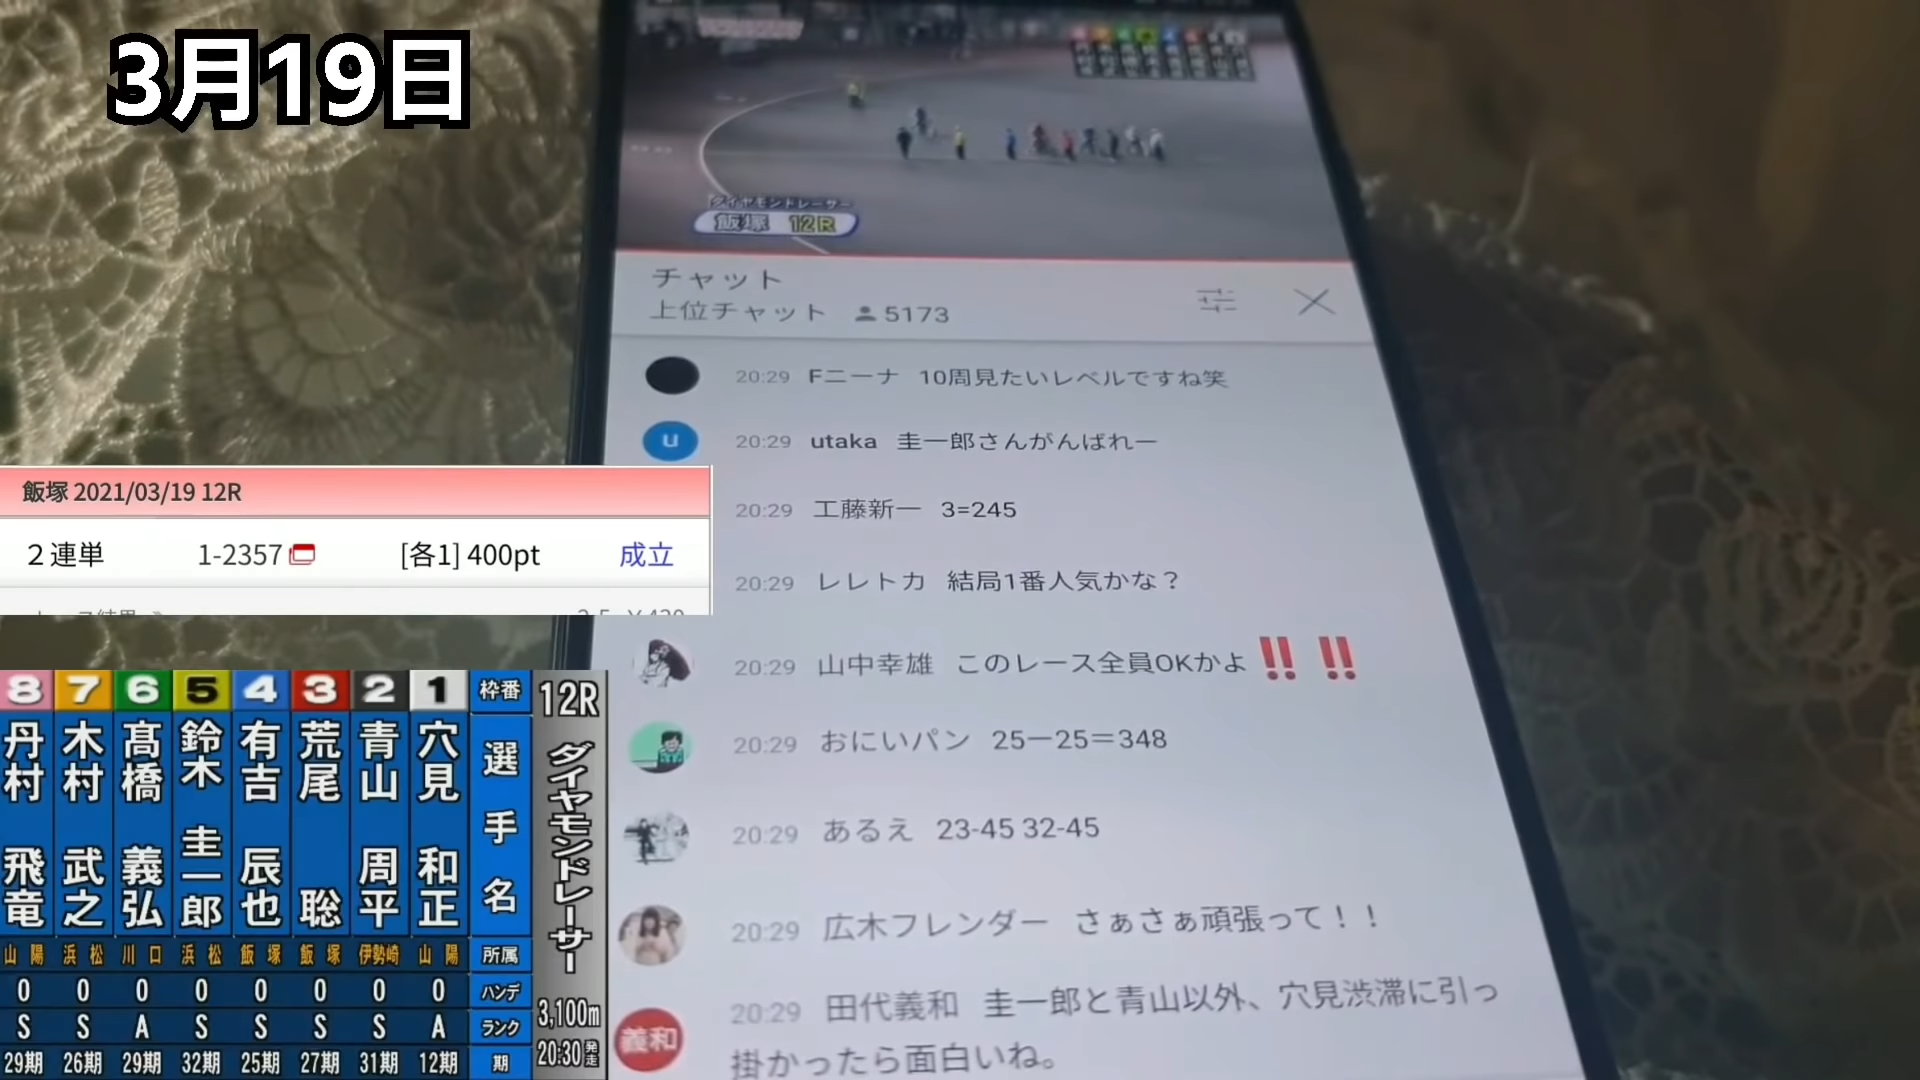 3月19日
ダイヤモンドレーサー
飯塚 12R
チャット
上位チャット 5173
20:29 Fニーナ 10周見たいレベルですね笑
U 20:29 utaka 圭一郎さんがんばれー
20:29 工藤新一 3=245
20:29 レレトカ 結局1番人気かな？
20:29 山中幸雄 このレース全員OKかよ‼ ‼
20:29 おにいパン 25ー25＝348
20:29 あるえ 23-45 32-45
20:29 広木フレンダー さぁさぁ頑張って！！
義和 20:29 田代義和 圭一郎と青山以外、穴見渋滞に引っ
掛かったら面白いね。
飯塚 2021/03/19 12R
２連単 1-2357 [各1] 400pt 成立
8 7 6 5 4 3 2 1 枠番
丹村 飛竜 木村 武之 髙橋 義弘 鈴木 圭一郎 有吉 辰也 荒尾 聡 青山 周平 穴見 和正 選手名
山陽 浜松 川口 浜松 飯塚 飯塚 伊勢崎 山陽 所属
0 0 0 0 0 0 0 0 ハンデ
S S A S S S S A ランク
29期 26期 29期 32期 25期 27期 31期 12期 期
12R
ダイヤモンドレーサー
3,100m
20:30発走